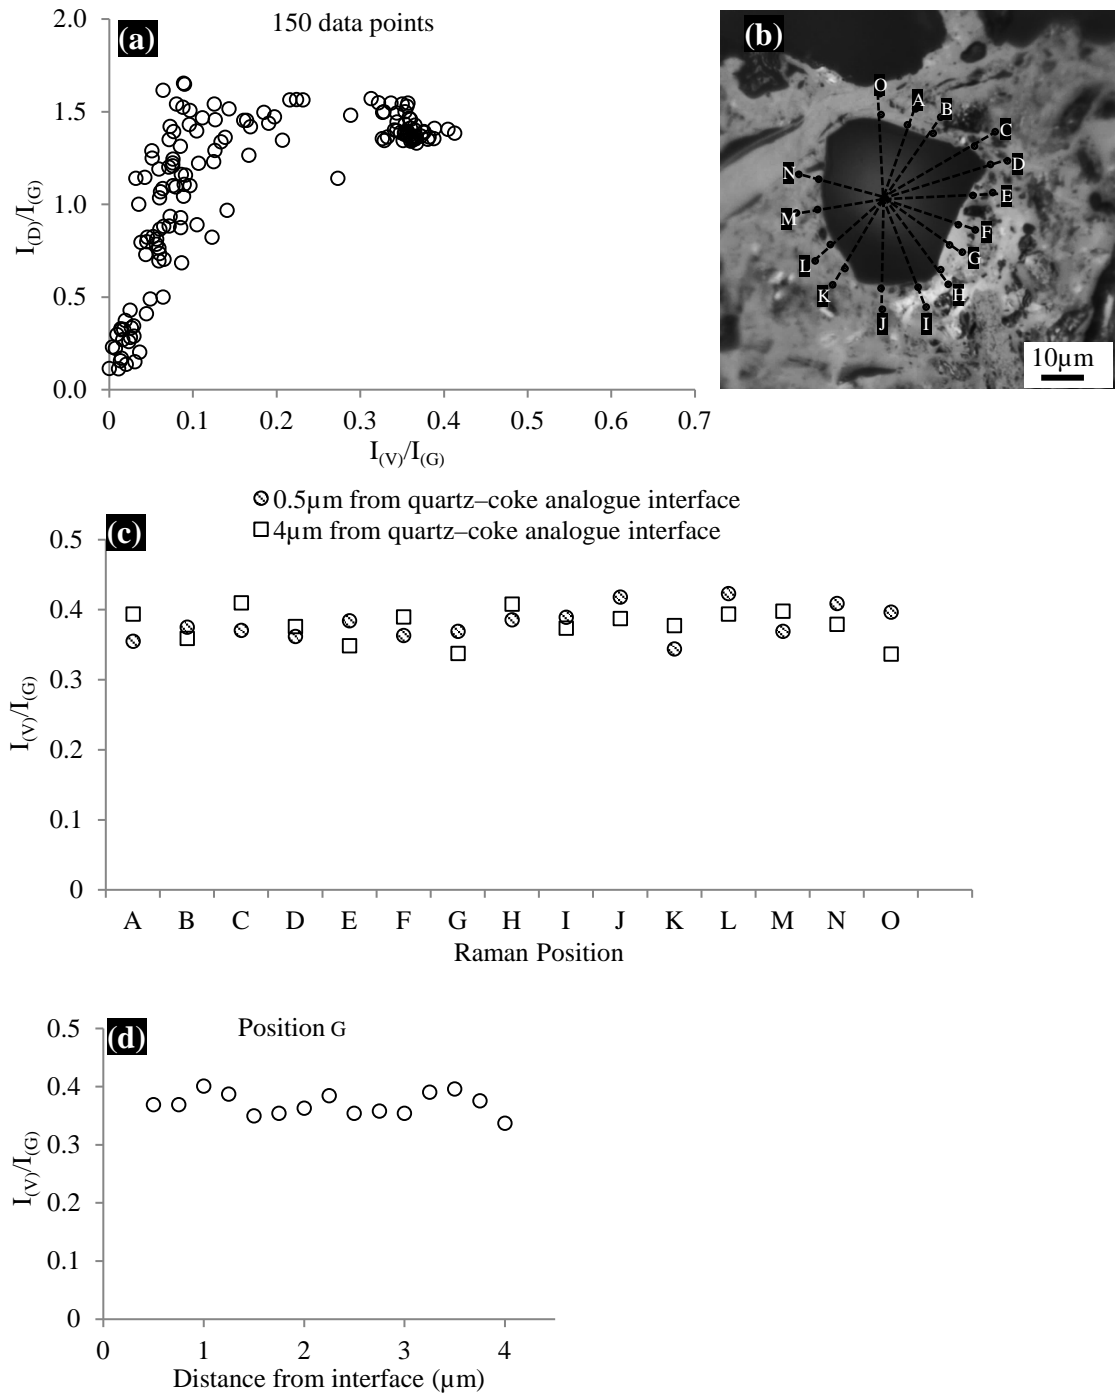 (a)
150 data points
2.0
1.5
1.0
0.5
0.0
I(D)/I(G)
0 0.1 0.2 0.3 0.4 0.5 0.6 0.7
I(V)/I(G)
(b)
O
A
B
C
D
E
F
G
H
I
J
K
L
M
N
10µm
0.5µm from quartz–coke analogue interface
4µm from quartz–coke analogue interface
(c)
0.5
0.4
0.3
0.2
0.1
0
I(V)/I(G)
A B C D E F G H I J K L M N O
Raman Position
(d)
Position G
0.5
0.4
0.3
0.2
0.1
0
I(V)/I(G)
0 1 2 3 4
Distance from interface (µm)